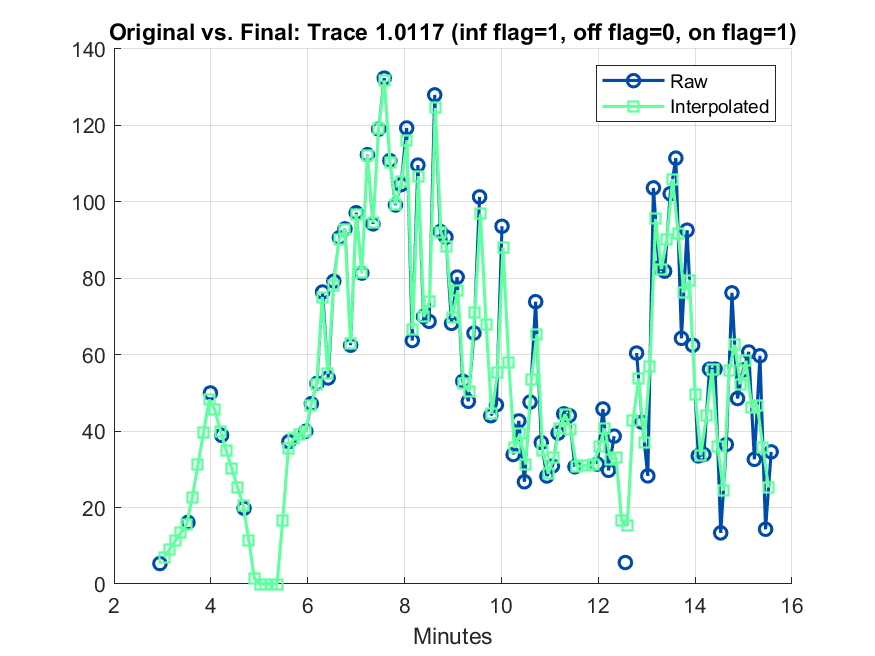 Original vs. Final: Trace 1.0117 (inf flag=1, off flag=0, on flag=1)
140
120
100
80
60
40
20
0
Raw
Interpolated
2 4 6 8 10 12 14 16
Minutes